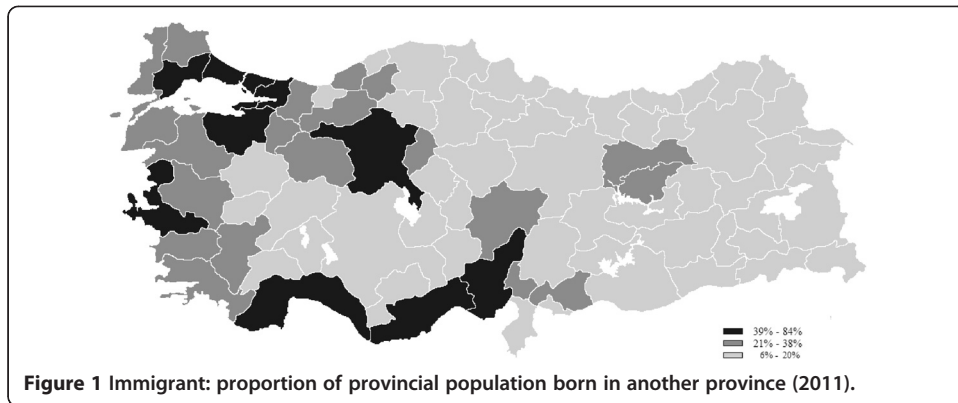 39% - 84%
21% - 38%
6% - 20%
Figure 1 Immigrant: proportion of provincial population born in another province (2011).